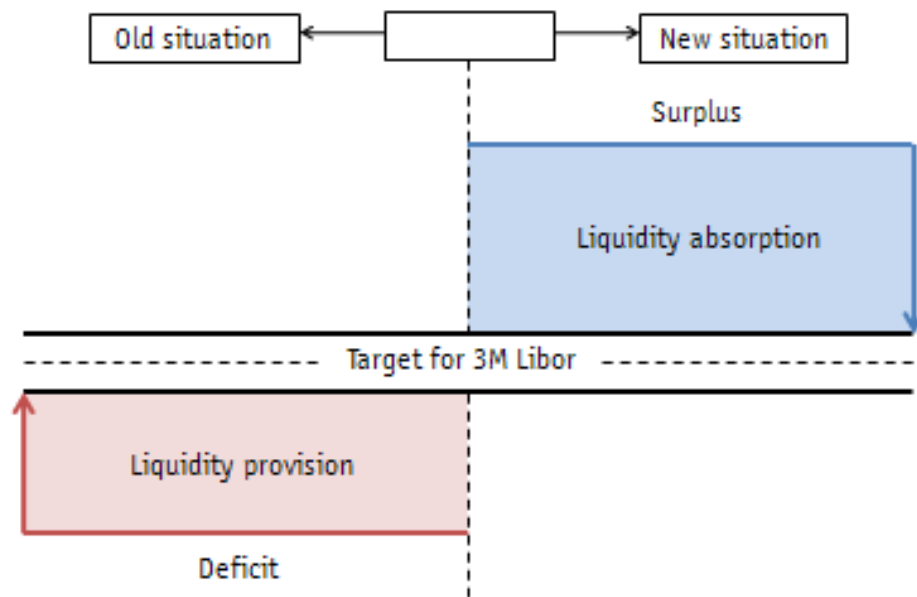 Old situation
New situation
Surplus
Liquidity absorption
Target for 3M Libor
Liquidity provision
Deficit